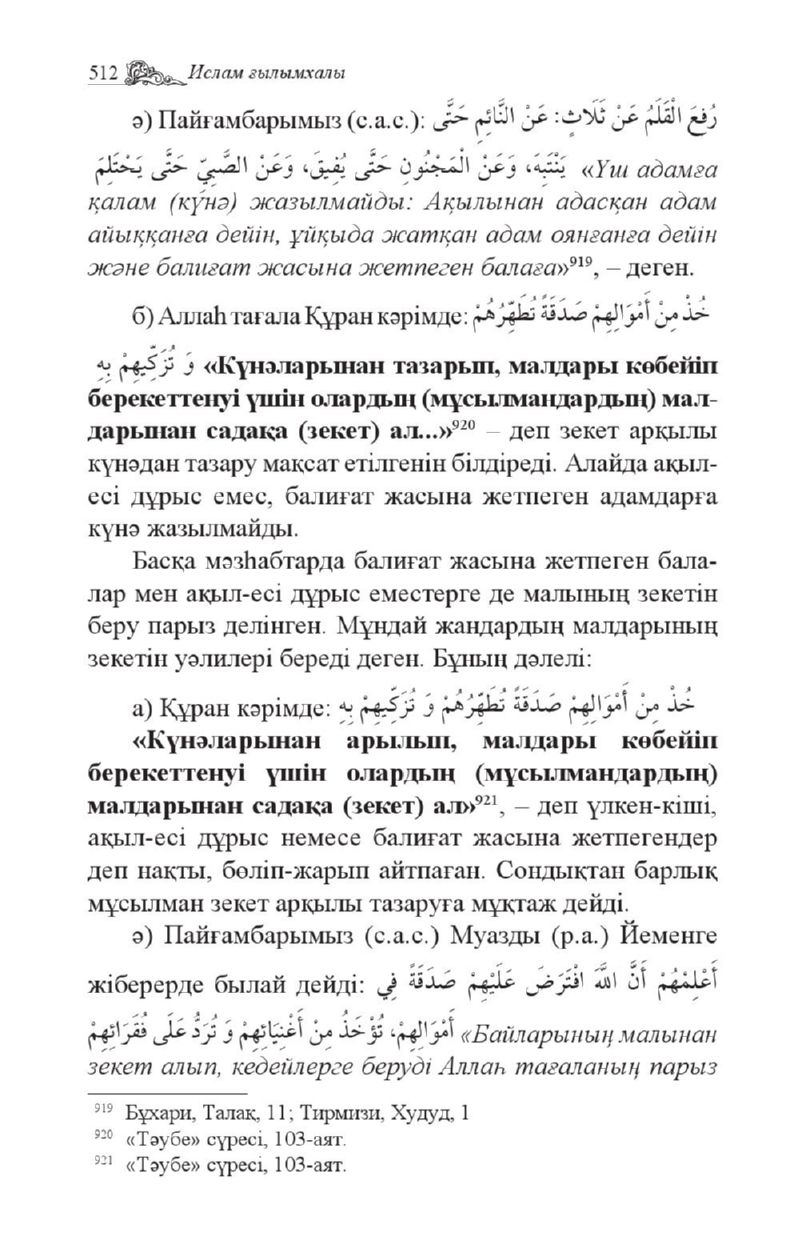 512 Ислам ғылымхалы
ә) Пайғамбарымыз (с.а.с.): رُفِعَ الْقَلَمُ عَنْ ثَلاَثٍ: عَنْ النَّائِمِ حَتَّى
يَنْتَبِهَ، وَعَنْ الْمَجْنُونِ حَتَّى يُفِيقَ، وَعَنْ الصَّبِيِّ حَتَّى يَحْتَلِمَ «Үш адамға
қалам (күнә) жазылмайды: Ақылынан адасқан адам
айыққанға дейін, ұйқыда жатқан адам оянғанға дейін
және балиғат жасына жетпеген балаға»919, – деген.
б) Аллаһ тағала Құран кәрімде: خُذْ مِنْ أَمْوَالِهِمْ صَدَقَةً تُطَهِّرُهُمْ
وَ تُزَكِّيهِمْ بِهِ «Күнәларынан тазарып, малдары көбейіп
берекеттенуі үшін олардың (мұсылмандардың) мал-
дарынан садақа (зекет) ал...»920 – деп зекет арқылы
күнәдан тазару мақсат етілгенін білдіреді. Алайда ақыл-
есі дұрыс емес, балиғат жасына жетпеген адамдарға
күнә жазылмайды.
Басқа мәзһабтарда балиғат жасына жетпеген бала-
лар мен ақыл-есі дұрыс еместерге де малының зекетін
беру парыз делінген. Мұндай жандардың малдарының
зекетін уәлилері береді деген. Бұның дәлелі:
а) Құран кәрімде: خُذْ مِنْ أَمْوَالِهِمْ صَدَقَةً تُطَهِّرُهُمْ وَ تُزَكِّيهِمْ بِهِ
«Күнәларынан арылып, малдары көбейіп
берекеттенуі үшін олардың (мұсылмандардың)
малдарынан садақа (зекет) ал»921, – деп үлкен-кіші,
ақыл-есі дұрыс немесе балиғат жасына жетпегендер
деп нақты, бөліп-жарып айтпаған. Сондықтан барлық
мұсылман зекет арқылы тазаруға мұқтаж дейді.
ә) Пайғамбарымыз (с.а.с.) Муазды (р.а.) Йеменге
жіберерде былай дейді: أَعْلِمْهُمْ أَنَّ اللهَ افْتَرَضَ عَلَيْهِمْ صَدَقَةً فِي
أَمْوَالِهِمْ، تُؤْخَذُ مِنْ أَغْنِيَائِهِمْ وَ تُرَدُّ عَلَى فُقَرَائِهِمْ «Байларының малынан
зекет алып, кедейлерге беруді Аллаһ тағаланың парыз
919 Бұхари, Талақ, 11; Тирмизи, Худуд, 1
920 «Тәубе» сүресі, 103-аят.
921 «Тәубе» сүресі, 103-аят.